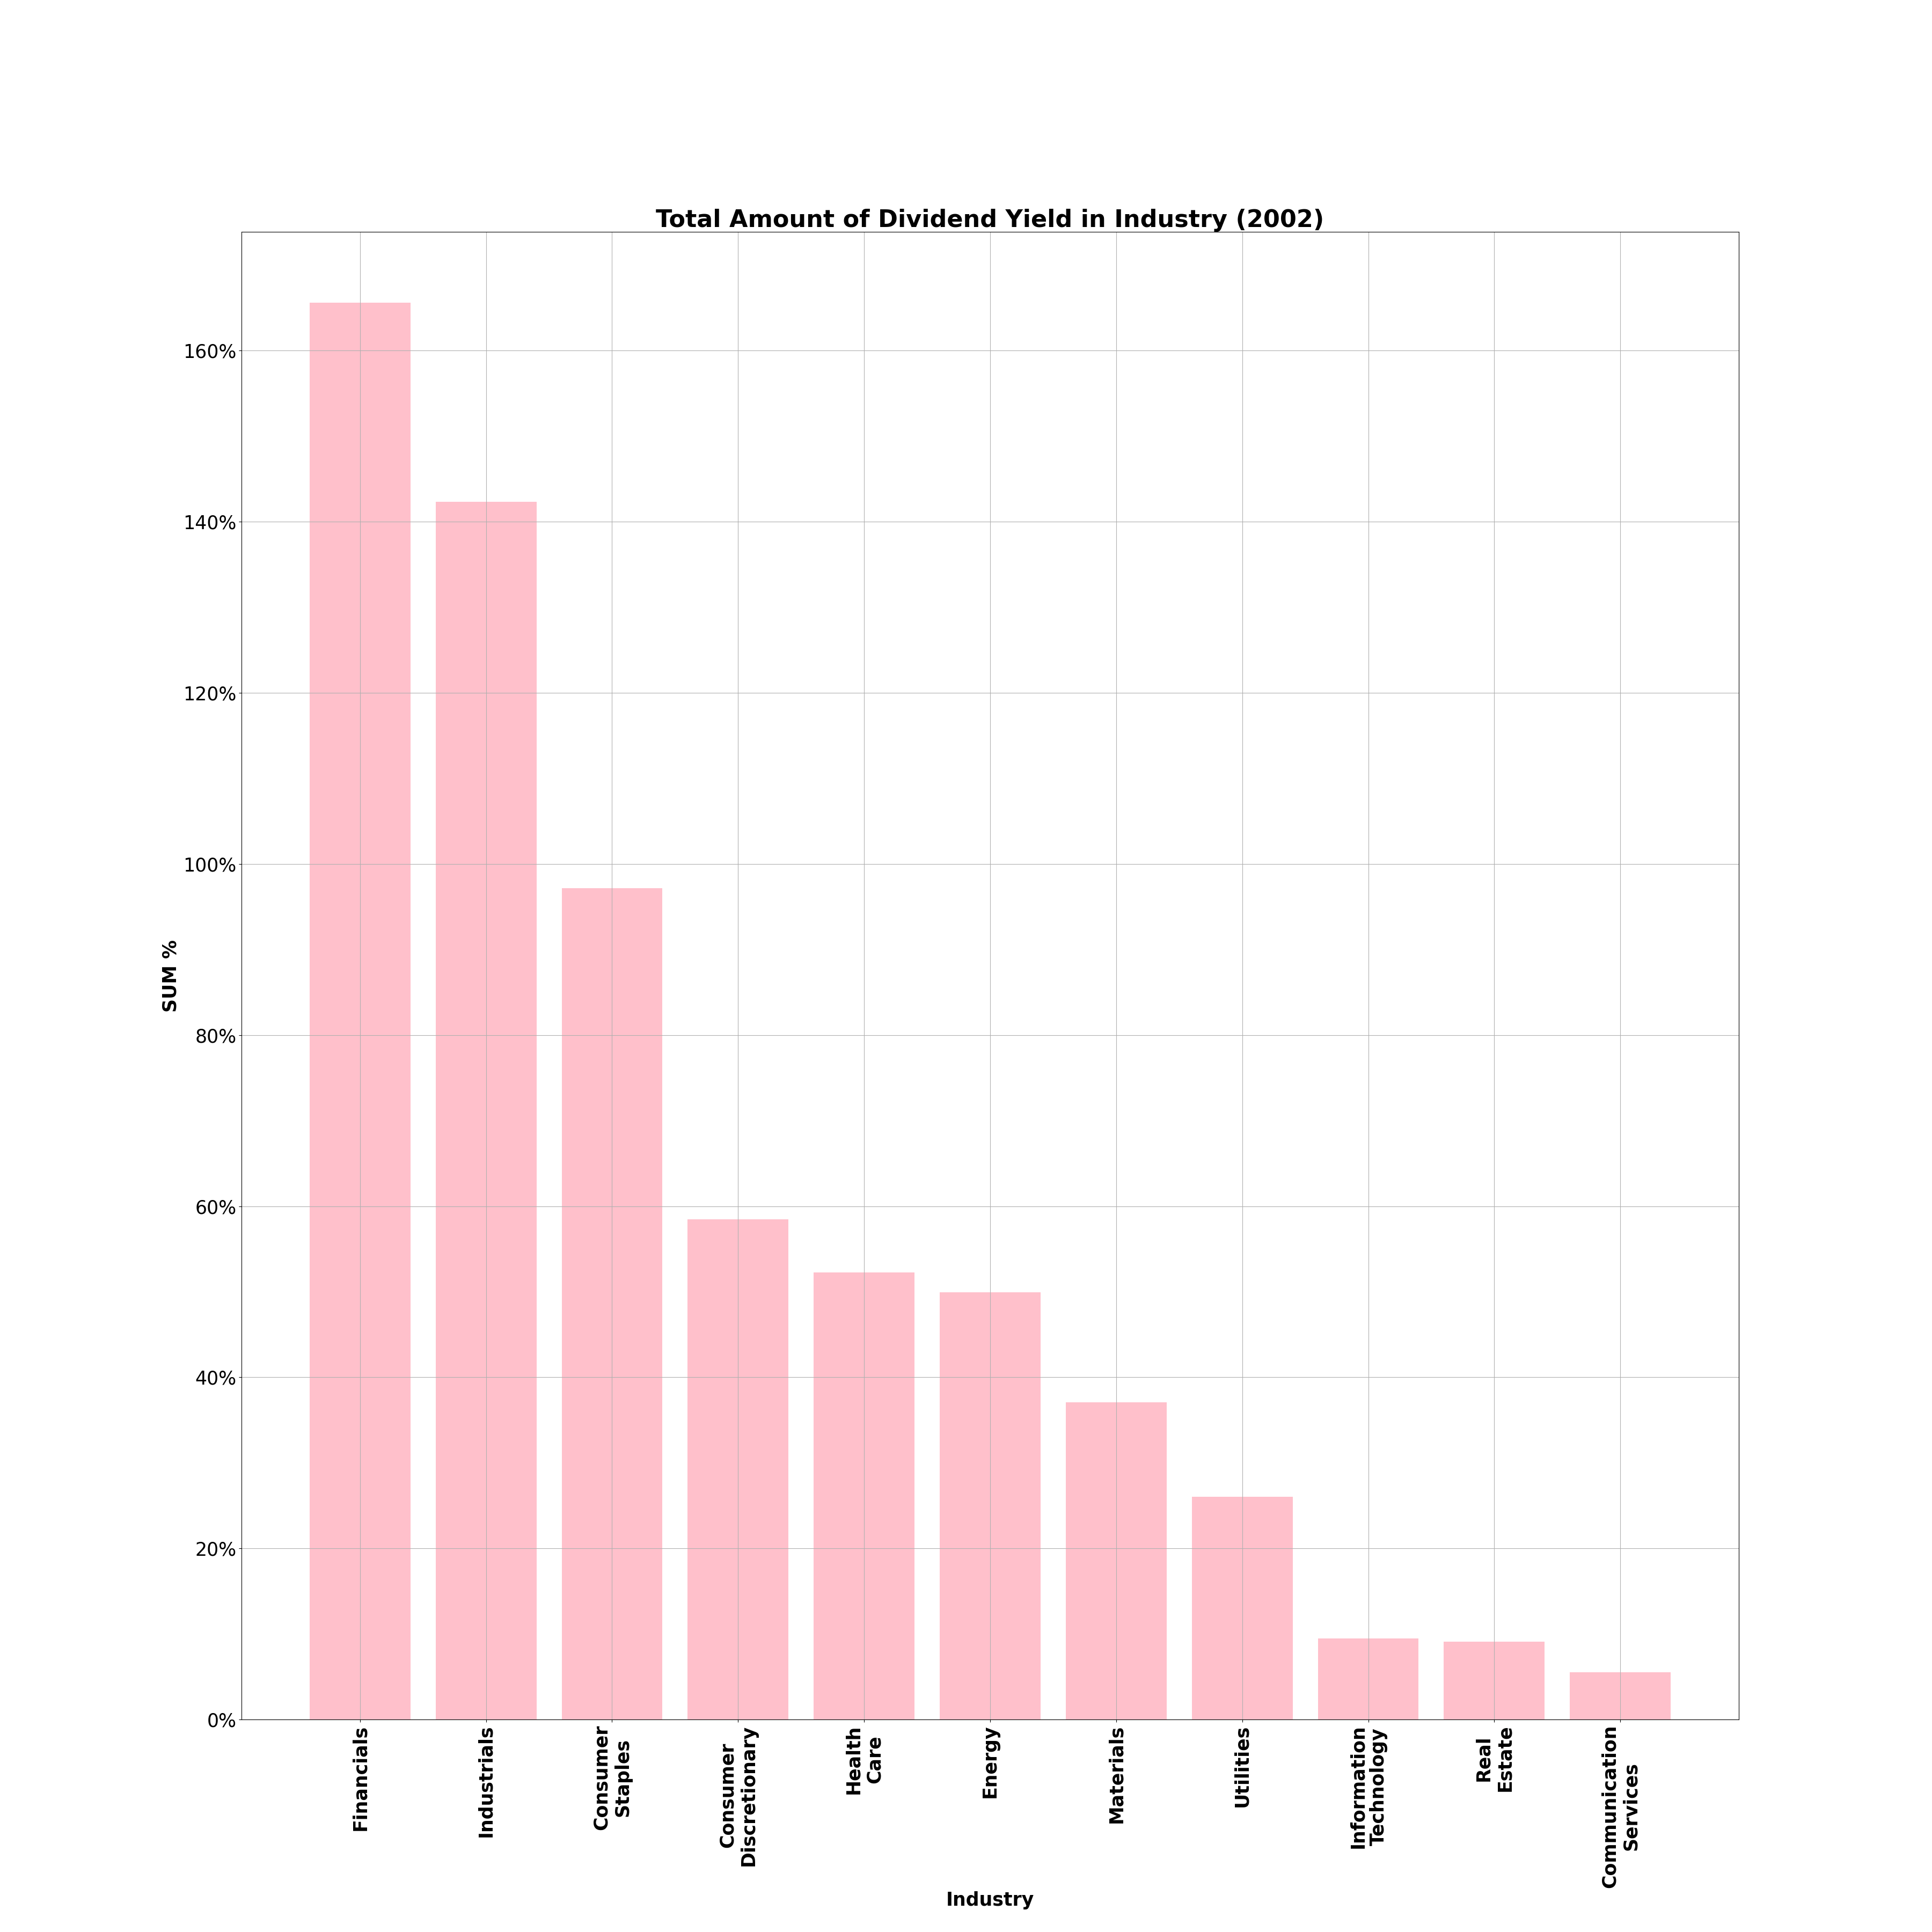 Total Amount of Dividend Yield in Industry (2002)
160%
140%
120%
100%
80%
60%
40%
20%
0%
SUM %
Financials
Industrials
Consumer
Staples
Consumer
Discretionary
Health
Care
Energy
Materials
Utilities
Information
Technology
Real
Estate
Communication
Services
Industry